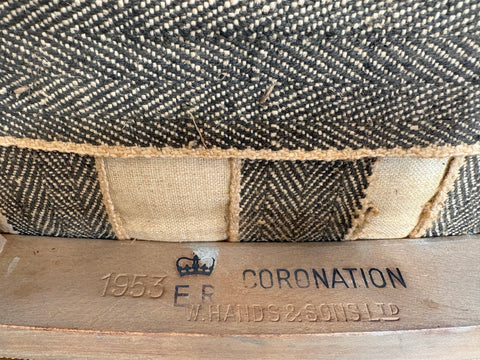 1953 CORONATION
E R
W. HANDS & SONS LTD